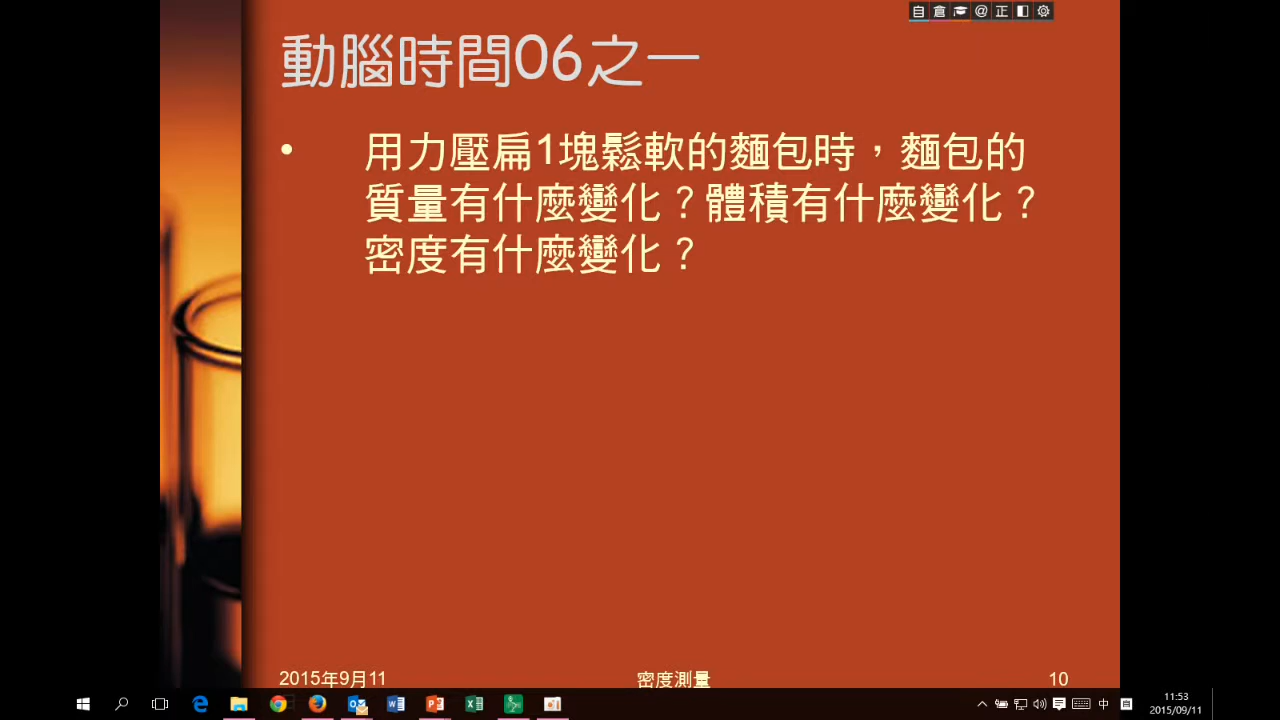 自 倉 @ 正
動腦時間06之一
• 用力壓扁1塊鬆軟的麵包時，麵包的
質量有什麼變化？體積有什麼變化？
密度有什麼變化？
2015年9月11 密度測量 10
中 11:53
2015/09/11